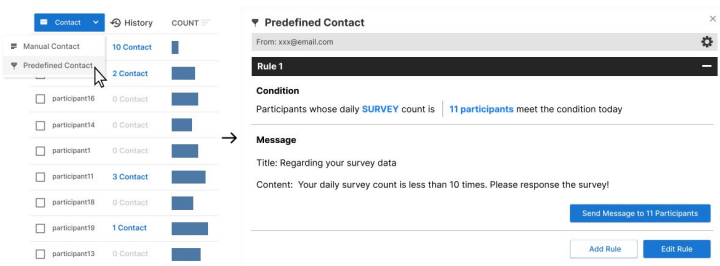 Contact
History
COUNT
Manual Contact
10 Contact
Predefined Contact
2 Contact
participant16
0 Contact
participant14
0 Contact
participant1
0 Contact
participant11
3 Contact
participant18
0 Contact
participant19
1 Contact
participant13
0 Contact
Predefined Contact
From: xxx@email.com
Rule 1
Condition
Participants whose daily SURVEY count is 11 participants meet the condition today
Message
Title: Regarding your survey data
Content: Your daily survey count is less than 10 times. Please response the survey!
Send Message to 11 Participants
Add Rule
Edit Rule